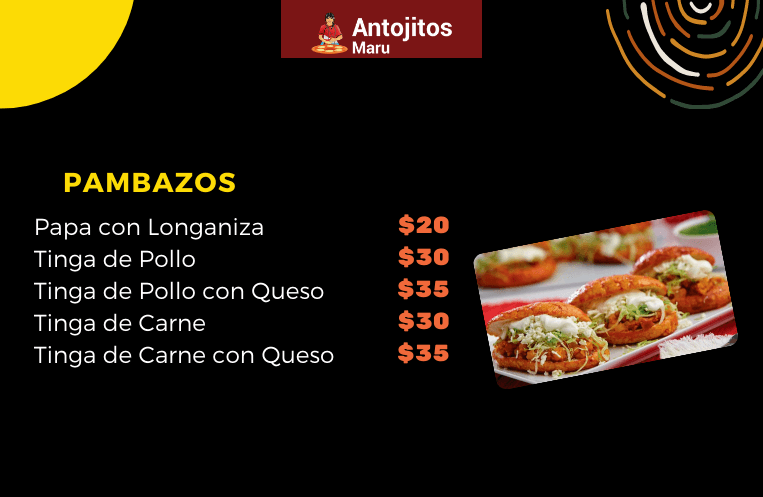 Antojitos
Maru
PAMBAZOS
Papa con Longaniza $20
Tinga de Pollo $30
Tinga de Pollo con Queso $35
Tinga de Carne $30
Tinga de Carne con Queso $35